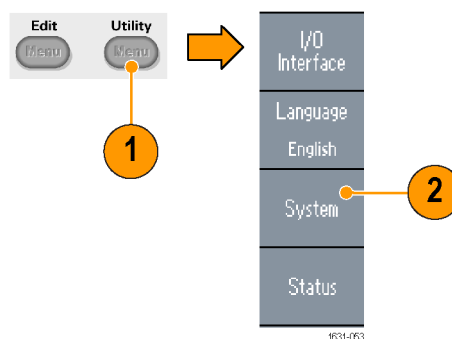 Edit Utility
Menu Menu
1
I/O
Interface
Language
English
System
2
Status
1631-053